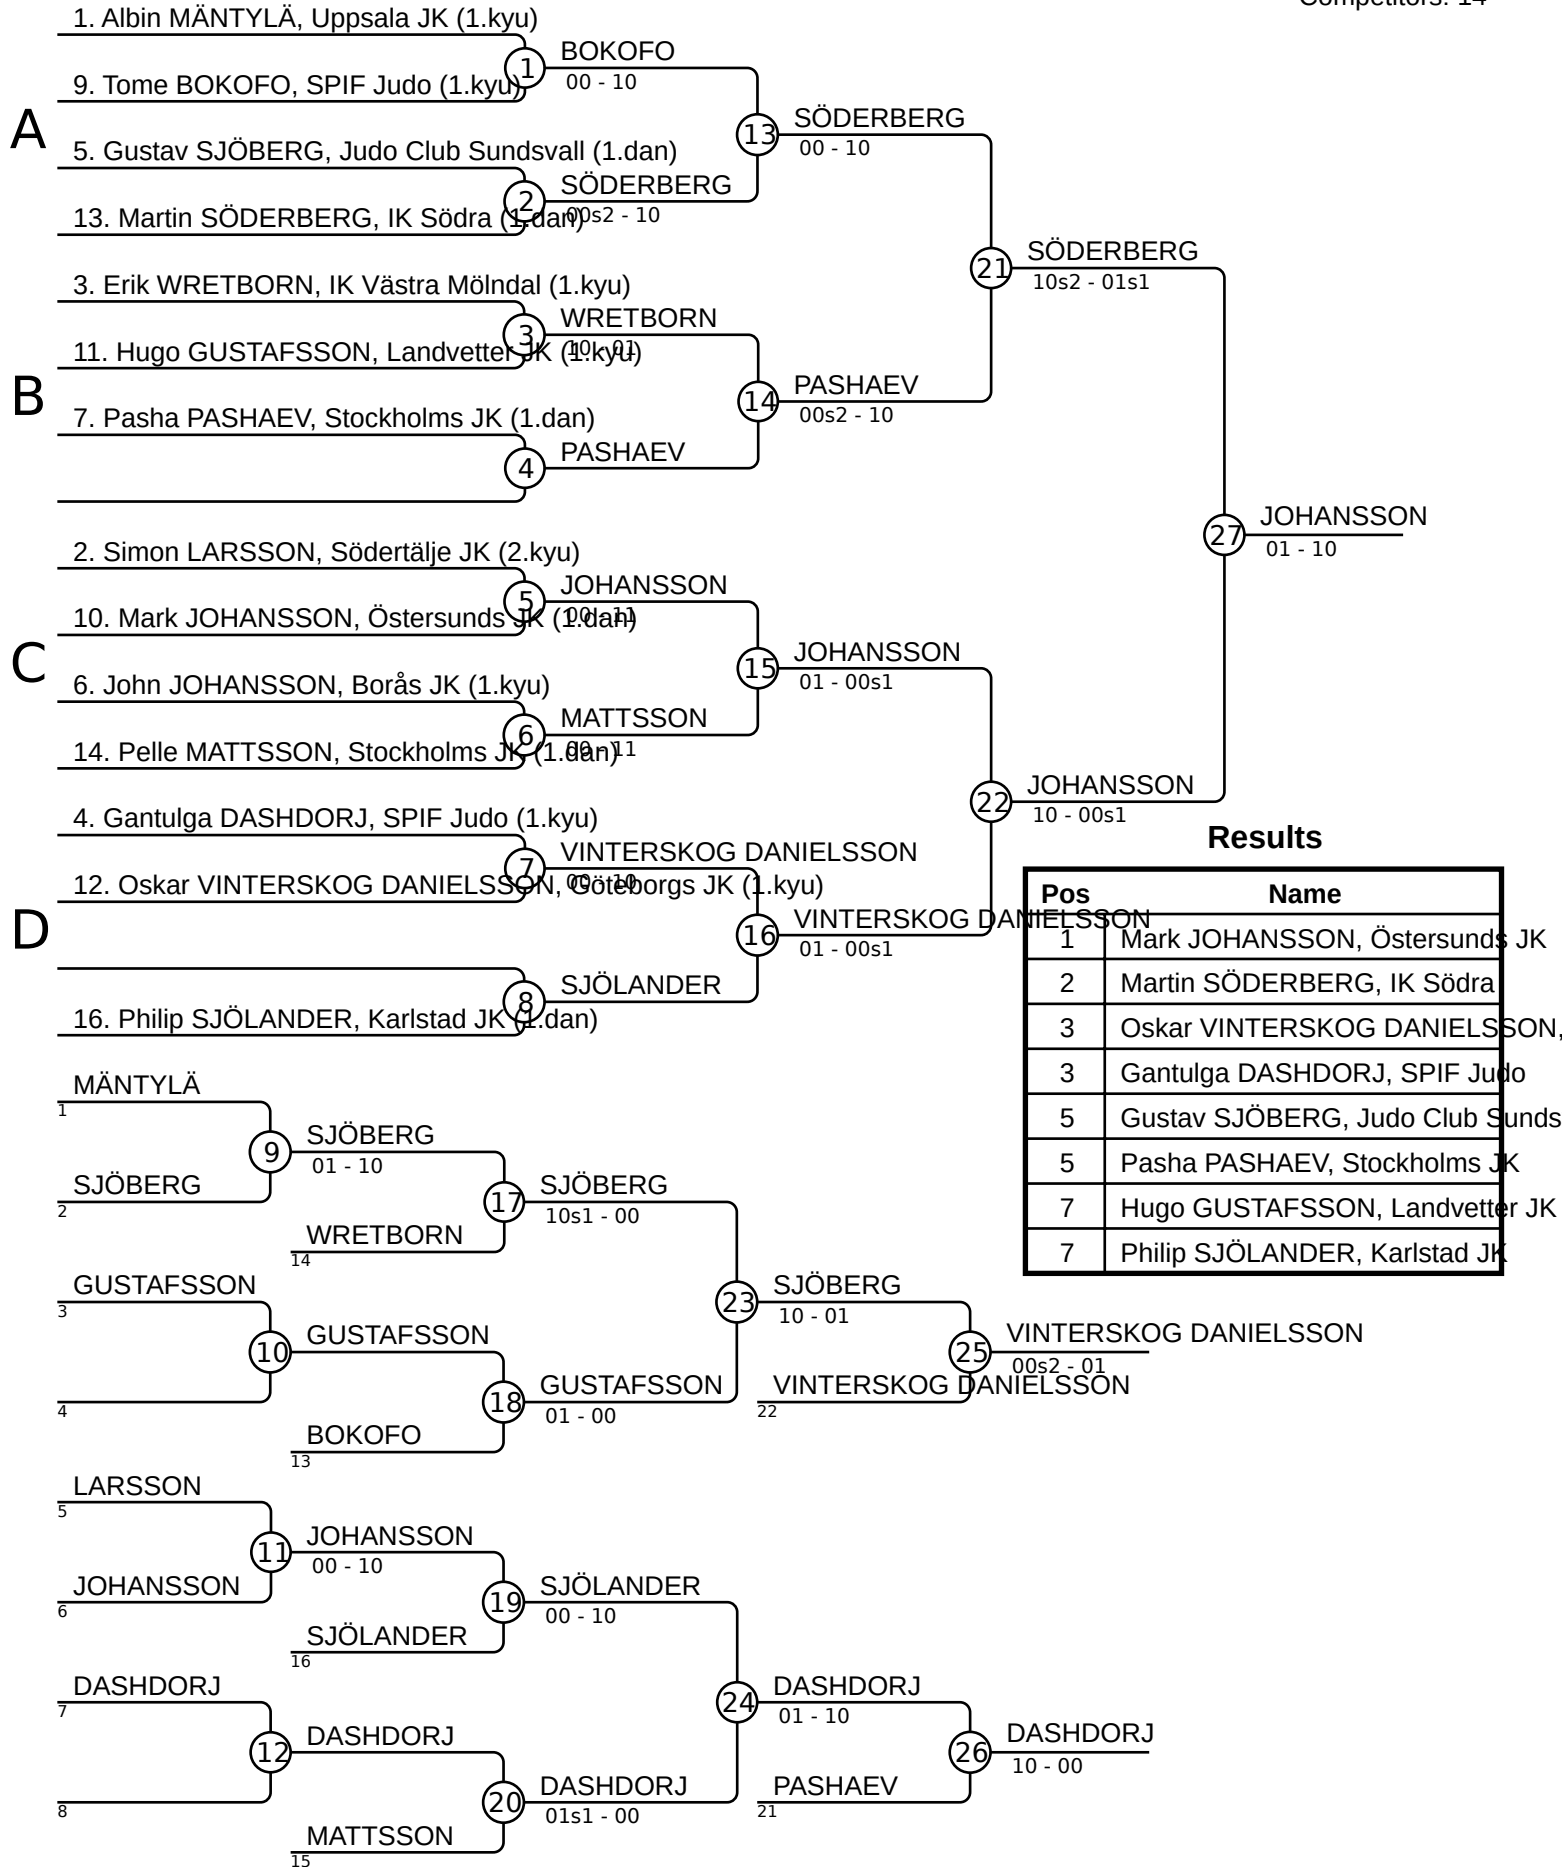 Competitors: 14
1. Albin MÄNTYLÄ, Uppsala JK (1.kyu)
1
BOKOFO
00 - 10
9. Tome BOKOFO, SPIF Judo (1.kyu)
A
13
SÖDERBERG
00 - 10
5. Gustav SJÖBERG, Judo Club Sundsvall (1.dan)
2
SÖDERBERG
00s2 - 10
13. Martin SÖDERBERG, IK Södra (1.dan)
21
SÖDERBERG
10s2 - 01s1
3. Erik WRETBORN, IK Västra Mölndal (1.kyu)
3
WRETBORN
10 - 01
11. Hugo GUSTAFSSON, Landvetter JK (1.kyu)
B
14
PASHAEV
00s2 - 10
7. Pasha PASHAEV, Stockholms JK (1.dan)
4
PASHAEV
27
JOHANSSON
01 - 10
2. Simon LARSSON, Södertälje JK (2.kyu)
5
JOHANSSON
00 - 11
10. Mark JOHANSSON, Östersunds JK (1.dan)
C
15
JOHANSSON
01 - 00s1
6. John JOHANSSON, Borås JK (1.kyu)
6
MATTSSON
00 - 11
14. Pelle MATTSSON, Stockholms JK (1.dan)
22
JOHANSSON
10 - 00s1
4. Gantulga DASHDORJ, SPIF Judo (1.kyu)
7
VINTERSKOG DANIELSSON
00 - 10
12. Oskar VINTERSKOG DANIELSSON, Göteborgs JK (1.kyu)
D
16
VINTERSKOG DANIELSSON
01 - 00s1
8
SJÖLANDER
16. Philip SJÖLANDER, Karlstad JK (1.dan)
Results
Pos Name
1 Mark JOHANSSON, Östersunds JK
2 Martin SÖDERBERG, IK Södra
3 Oskar VINTERSKOG DANIELSSON,
3 Gantulga DASHDORJ, SPIF Judo
5 Gustav SJÖBERG, Judo Club Sunds
5 Pasha PASHAEV, Stockholms JK
7 Hugo GUSTAFSSON, Landvetter JK
7 Philip SJÖLANDER, Karlstad JK
MÄNTYLÄ
1
9
SJÖBERG
01 - 10
SJÖBERG
2
17
SJÖBERG
10s1 - 00
WRETBORN
14
GUSTAFSSON
3
23
SJÖBERG
10 - 01
10
GUSTAFSSON
4
18
GUSTAFSSON
01 - 00
BOKOFO
13
25
VINTERSKOG DANIELSSON
00s2 - 01
VINTERSKOG DANIELSSON
22
LARSSON
5
11
JOHANSSON
00 - 10
JOHANSSON
6
19
SJÖLANDER
00 - 10
SJÖLANDER
16
DASHDORJ
7
24
DASHDORJ
01 - 10
12
DASHDORJ
8
20
DASHDORJ
01s1 - 00
MATTSSON
15
26
DASHDORJ
10 - 00
PASHAEV
21